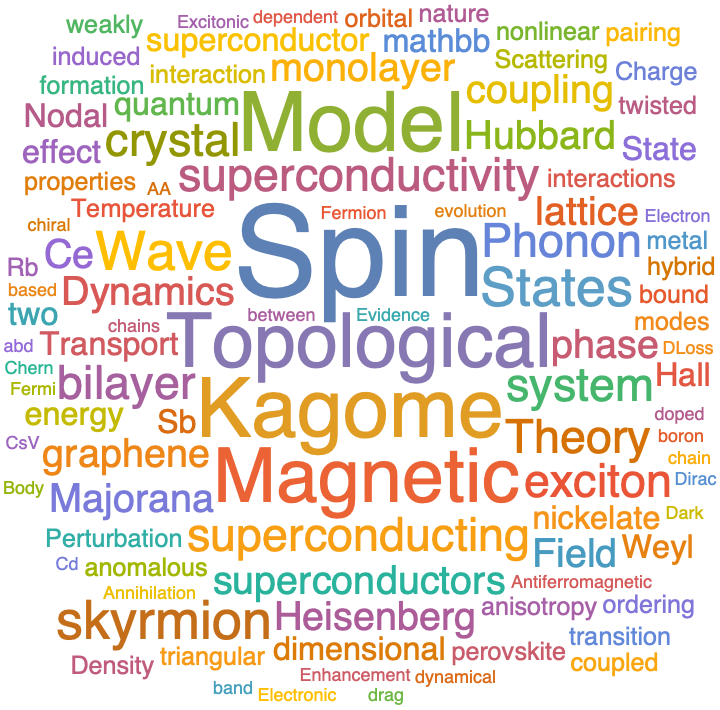 weakly Excitonic dependent orbital nature
superconductor mathbb nonlinear pairing
induced interaction monolayer Scattering
formation quantum Model coupling Charge
Nodal crystal Hubbard twisted
effect superconductivity State
properties AA interactions
Temperature Fermion evolution lattice Electron
chiral Spin
Ce Wave Phonon metal
Rb States hybrid
based Dynamics bound
two chains between Evidence modes
abd Transport Topological phase DLoss
Chern bilayer system Hall
Fermi Kagome
energy Sb doped
CsV graphene Theory boron
chain
Body Majorana Magnetic exciton Dirac
nickelate Dark
Perturbation superconducting Field Weyl
Cd anomalous superconductors Antiferromagnetic
Annihilation
skyrmion Heisenberg anisotropy ordering
dimensional perovskite transition
Density triangular coupled
Enhancement dynamical
band Electronic drag